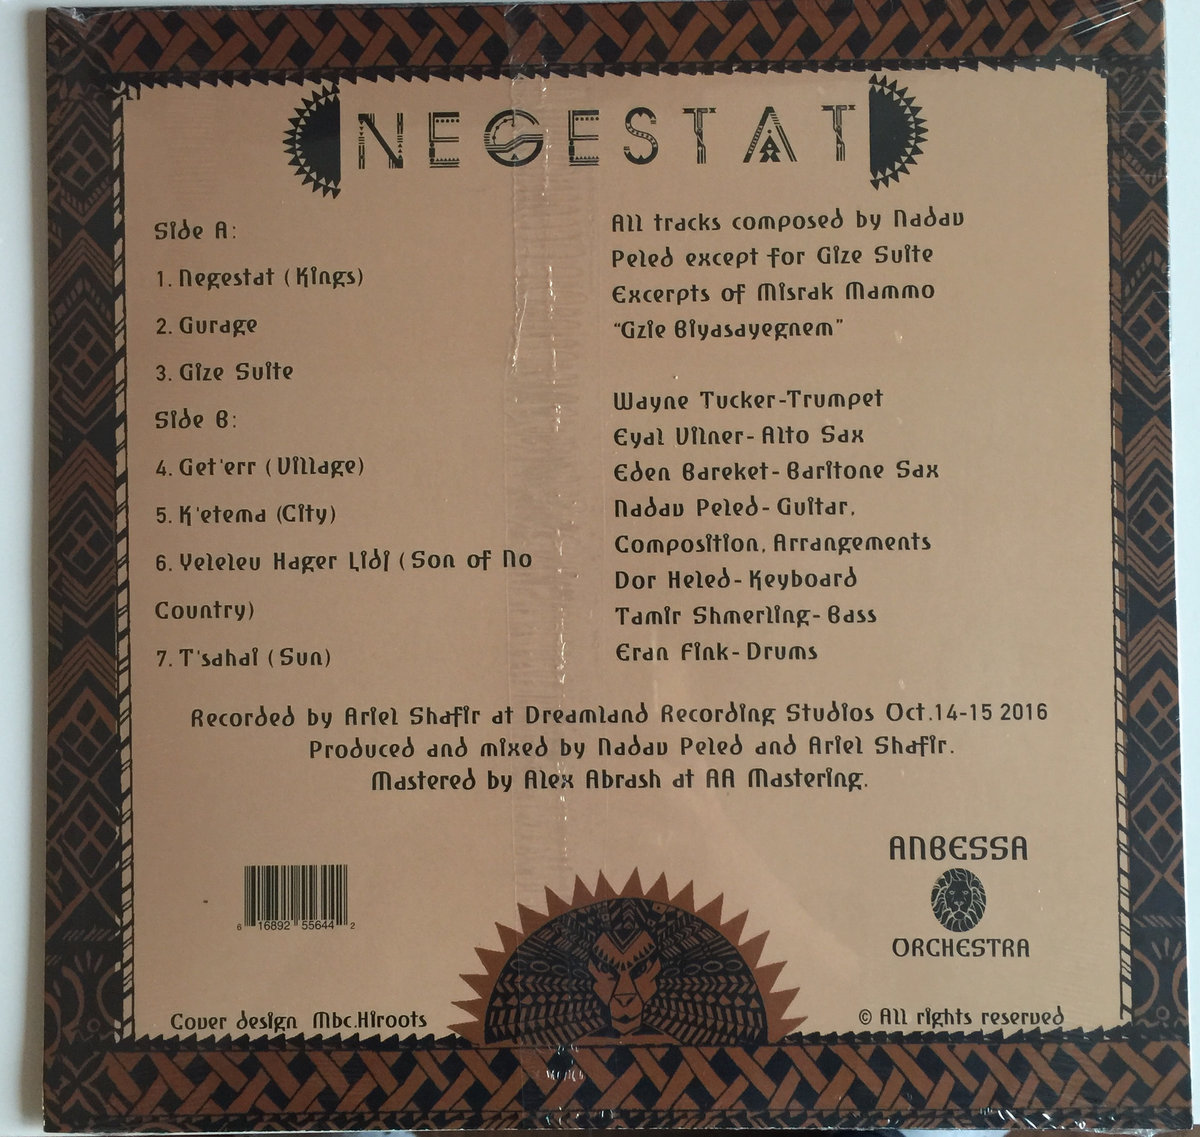 NEGESTAT
Side A:
1. Negestat (Kings)
2. Gurage
3. Gize Suite
Side B:
4. Get'err (Village)
5. K'etema (City)
6. Yeleleu Hager Lidj (Son of No
Country)
7. T'sahai (Sun)
All tracks composed by Nadav
Peled except for Gize Suite
Excerpts of Misrak Mammo
"Gzie Biyasayegnem"
Wayne Tucker-Trumpet
Eyal Vilner- Alto Sax
Eden Bareket- Baritone Sax
Nadav Peled- Guitar,
Composition, Arrangements
Dor Heled- Keyboard
Tamir Shmerling- Bass
Eran Fink- Drums
Recorded by Ariel Shafir at Dreamland Recording Studios Oct.14-15 2016
Produced and mixed by Nadav Peled and Ariel Shafir.
Mastered by Alex Abrash at AA Mastering.
6 16892 55644 2
ANBESSA
ORCHESTRA
Cover design Mbc.Hiroots
© All rights reserved